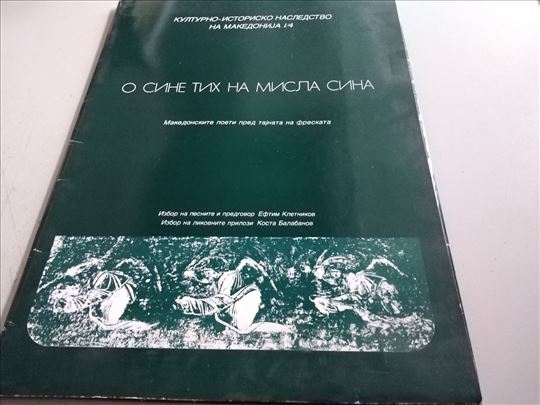 КУЛТУРНО-ИСТОРИСКО НАСЛЕДСТВО
НА МАКЕДОНИЈА 14
О СИНЕ ТИХ НА МИСЛА СИНА
Македонските поети пред тајната на фреската
Избор на песните и предговор Ефтим Клетников
Избор на ликовните прилози Коста Балабанов